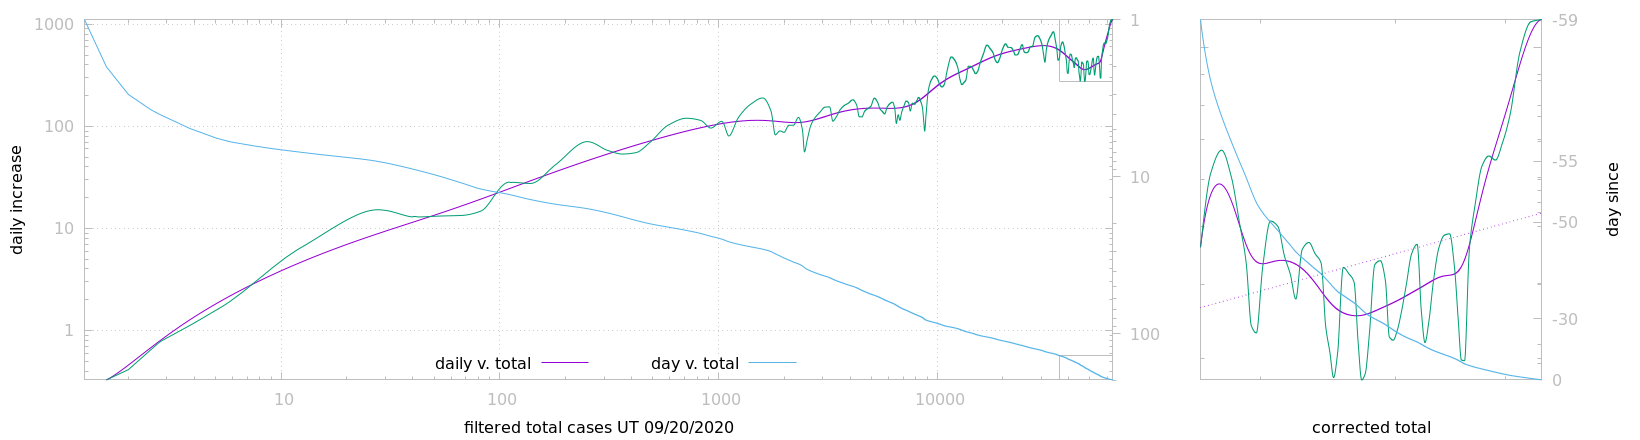 daily increase
1000
100
10
1
daily v. total
day v. total
10
100
1000
10000
filtered total cases UT 09/20/2020
1
10
100
-59
-55
-50
-30
0
day since
corrected total